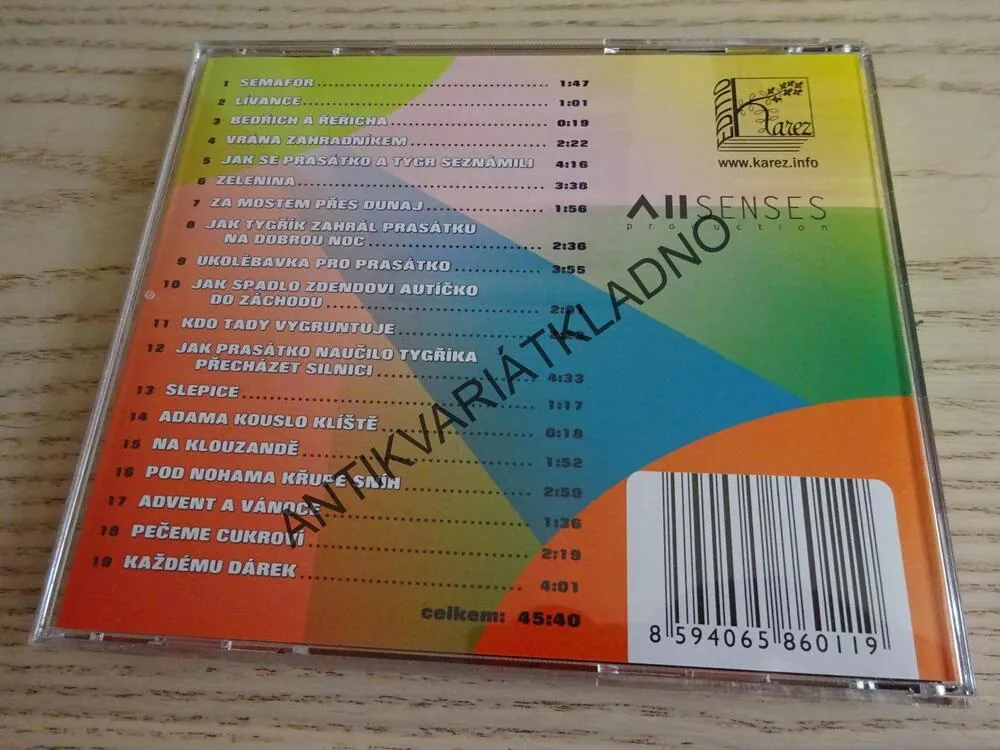 1 SEMAFOR 1:47
2 LÍVANCE 1:01
3 BEDŘICH A ŘEŘICHA 0:19
4 VRÁNA ZAHRADNÍKEM 2:22
5 JAK SE PRASÁTKO A TYGR SEZNÁMILI 4:16
6 ZELENINA 3:38
7 ZA MOSTEM PŘES DUNAJ 1:56
8 JAK TYGŘÍK ZAHRÁL PRASÁTKU
NA DOBROU NOC 2:36
9 UKOLÉBAVKA PRO PRASÁTKO 3:55
10 JAK SPADLO ZDENDOVI AUTÍČKO
DO ZÁCHODU
11 KDO TADY VYGRUNTUJE
12 JAK PRASÁTKO NAUČILO TYGŘÍKA
PŘECHÁZET SILNICI 4:33
13 SLEPICE 1:17
14 ADAMA KOUSLO KLÍŠTĚ 0:18
15 NA KLOUZANDĚ 1:52
16 POD NOHAMA KŘUPE SNÍH 2:59
17 ADVENT A VÁNOCE 1:36
18 PEČEME CUKROVÍ 2:19
19 KAŽDÉMU DÁREK 4:01
celkem: 45:40
EDITIO
Karez
www.karez.info
All SENSES
production
ANTIKVARIÁTKLADNO
8 594065 860119